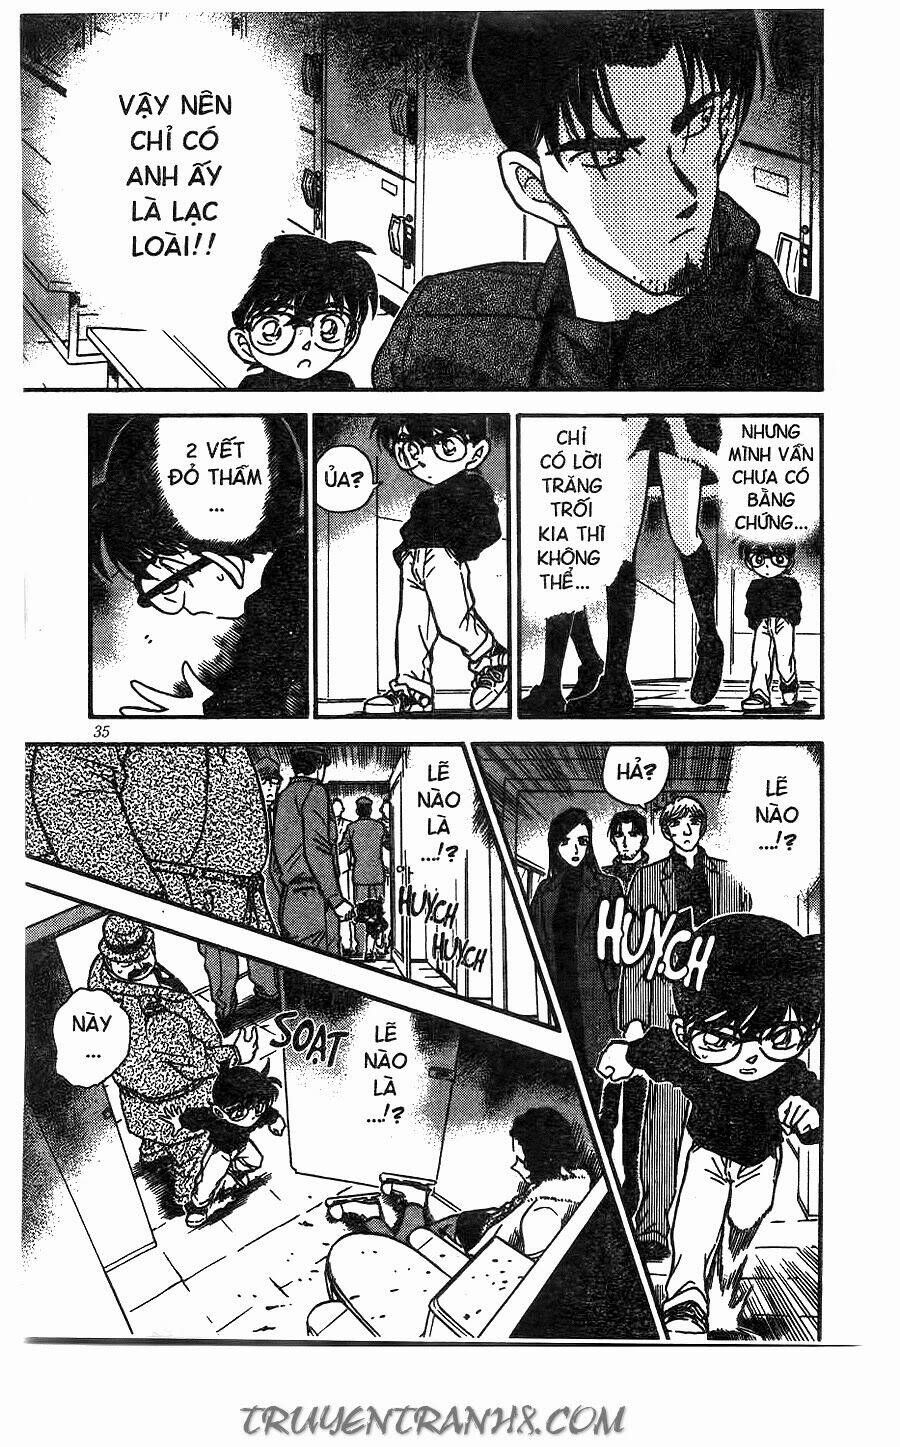 VẬY NÊN
CHỈ CÓ
ANH ẤY
LÀ LẠC
LOÀI!!
NHƯNG
MÌNH VẪN
CHƯA CÓ
BẰNG
CHỨNG...
CHỈ
CÓ LỜI
TRĂNG
TRỐI
KIA THÌ
KHÔNG
THỂ...
ỦA?
2 VẾT
ĐỎ THẪM
...
35
LẼ
NÀO
...!?
HẢ?
HUỴCH
LẼ
NÀO
LÀ
...!?
HUỴCH
HUỴCH
LẼ
NÀO
LÀ
...!?
SOẠT
NÀY
...
TRUYENTRANH8.COM